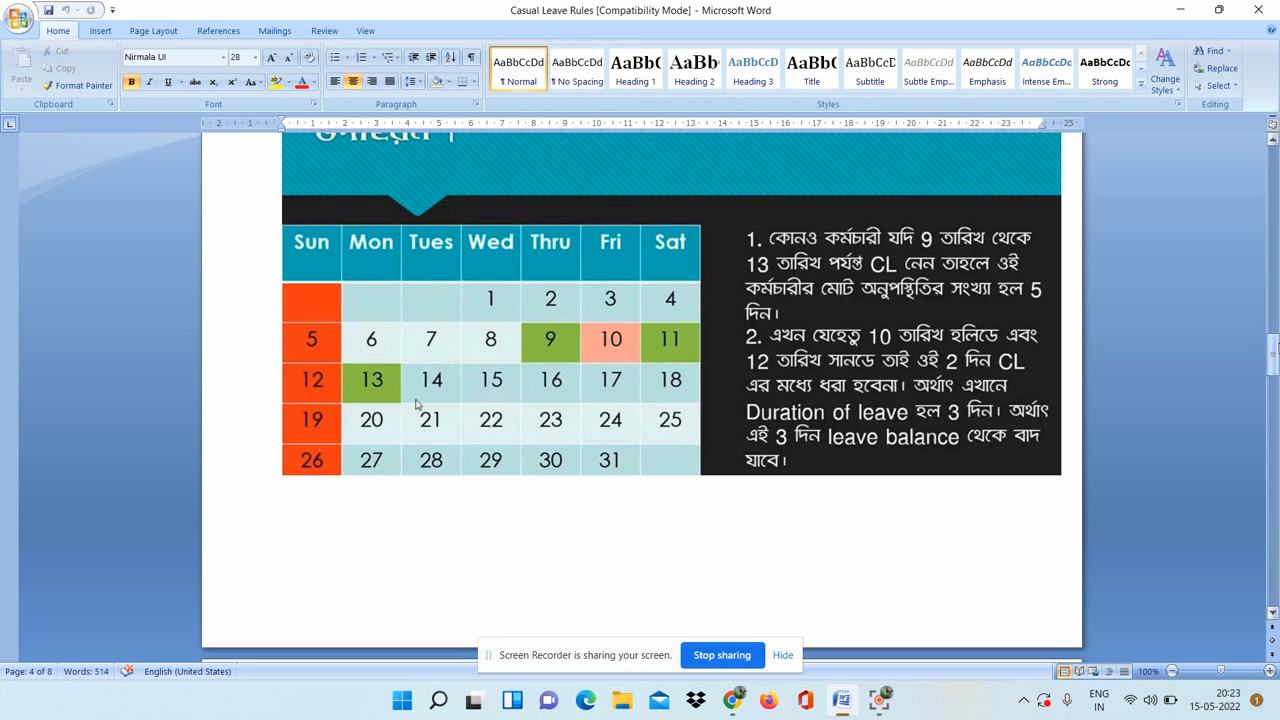 Casual Leave Rules [Compatibility Mode] - Microsoft Word
Home Insert Page Layout References Mailings Review View
Paste
Cut
Copy
Format Painter
Clipboard
Nirmala UI 28
Font
Paragraph
AaBbCcDd AaBbCcDd AaBbC AaBbC AaBbCcD AaBbC AaBbCcD AaBbCcDd AaBbCcDd AaBbCcDd AaBbCcDc
¶ Normal ¶ No Spacing Heading 1 Heading 2 Heading 3 Title Subtitle Subtle Emp... Emphasis Intense Em... Strong
Styles
Change Styles
Find
Replace
Select
Editing
Sun Mon Tues Wed Thru Fri Sat
1 2 3 4
5 6 7 8 9 10 11
12 13 14 15 16 17 18
19 20 21 22 23 24 25
26 27 28 29 30 31
1. কোনও কর্মচারী যদি 9 তারিখ থেকে
13 তারিখ পর্যন্ত CL নেন তাহলে ওই
কর্মচারীর মোট অনুপস্থিতির সংখ্যা হল 5
দিন।
2. এখন যেহেতু 10 তারিখ হলিডে এবং
12 তারিখ সানডে তাই ওই 2 দিন CL
এর মধ্যে ধরা হবেনা। অর্থাৎ এখানে
Duration of leave হল 3 দিন। অর্থাৎ
এই 3 দিন leave balance থেকে বাদ
যাবে।
Screen Recorder is sharing your screen. Stop sharing Hide
Page: 4 of 8 Words: 514 English (United States) 100%
ENG
IN
20:23
15-05-2022